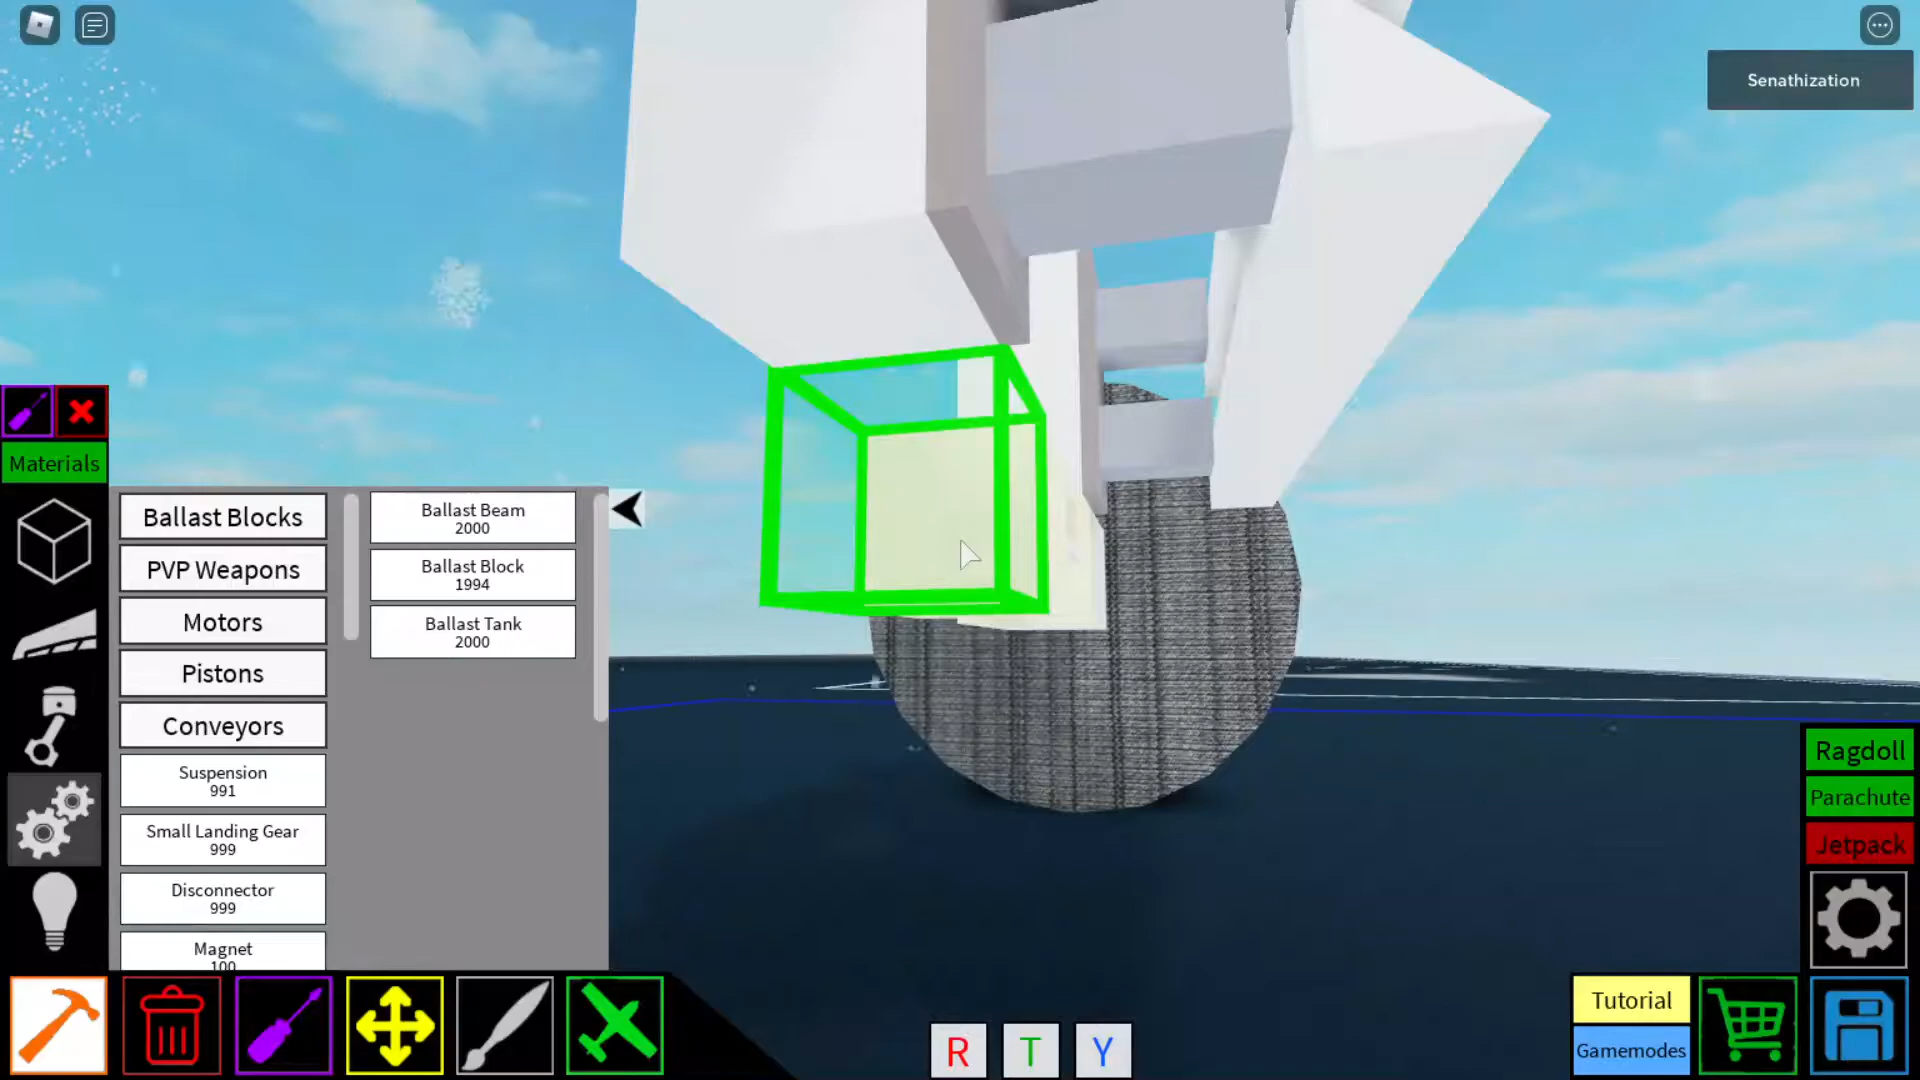 Senathization
Materials
Ballast Blocks
PVP Weapons
Motors
Pistons
Conveyors
Suspension
991
Small Landing Gear
999
Disconnector
999
Magnet
100
Ballast Beam
2000
Ballast Block
1994
Ballast Tank
2000
Ragdoll
Parachute
Jetpack
Tutorial
Gamemodes
R T Y